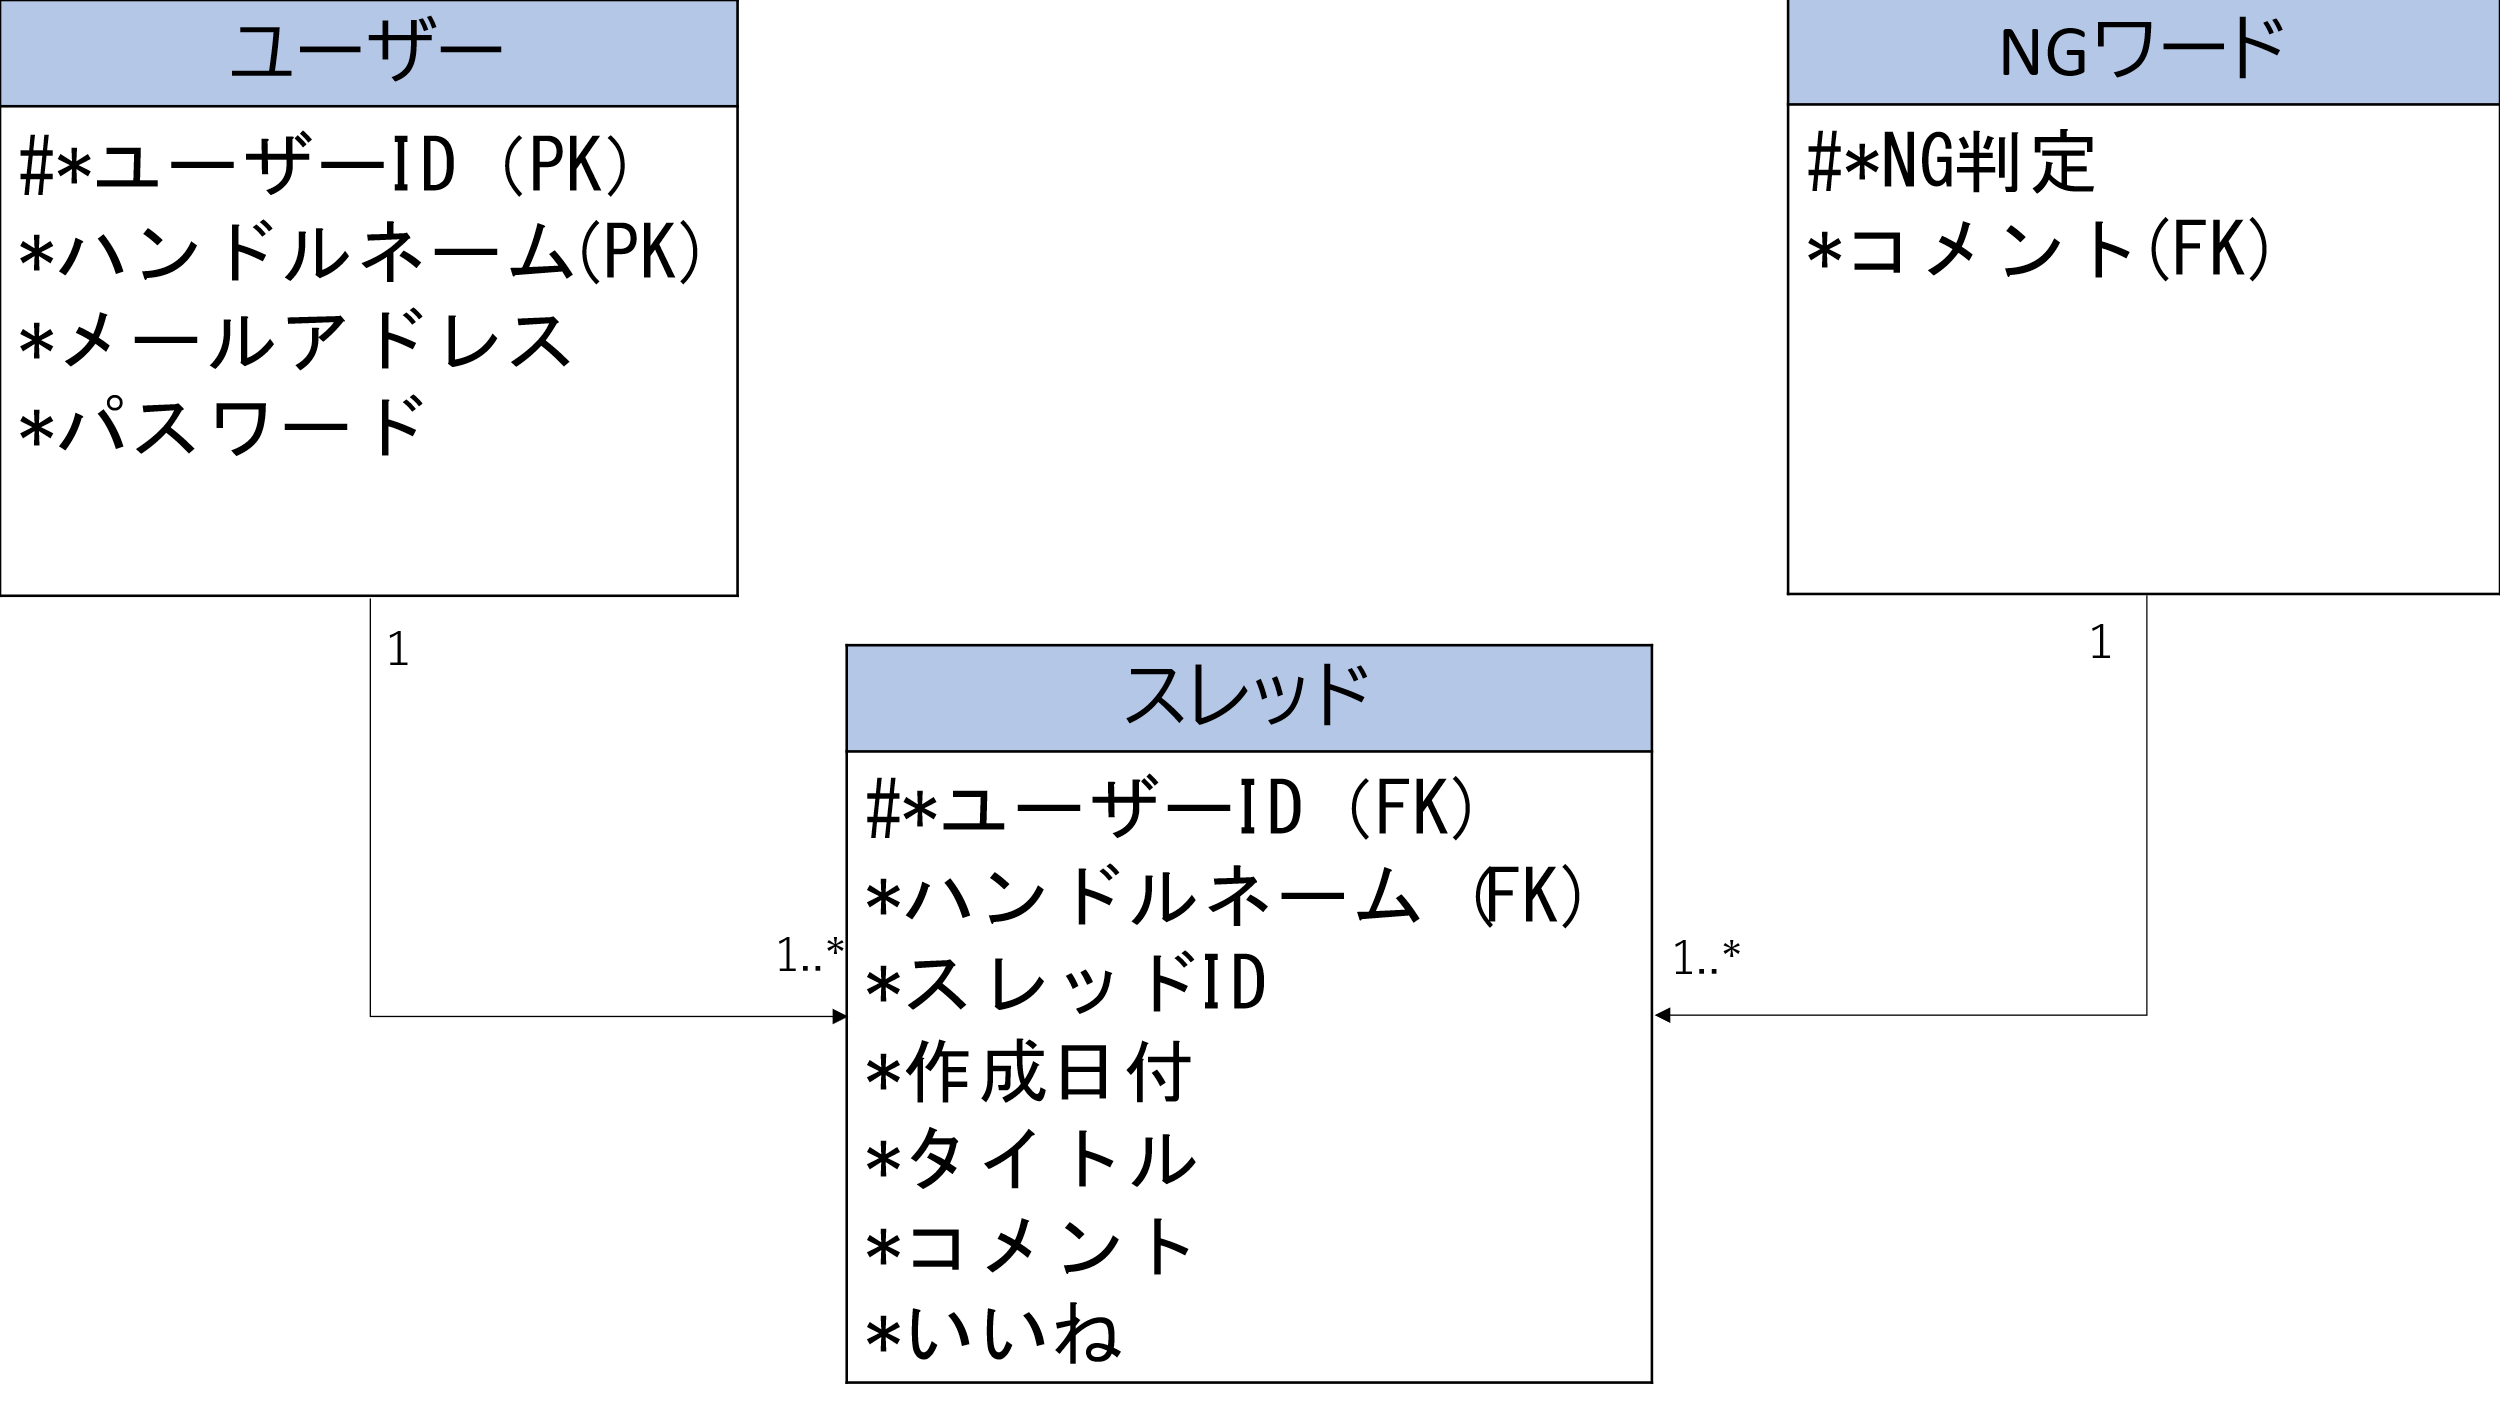 ユーザー
#*ユーザーID (PK)
*ハンドルネーム(PK)
*メールアドレス
*パスワード
NGワード
#*NG判定
*コメント(FK)
1
1
スレッド
#*ユーザーID (FK)
*ハンドルネーム (FK)
*スレッドID
*作成日付
*タイトル
*コメント
*いいね
1..*
1..*